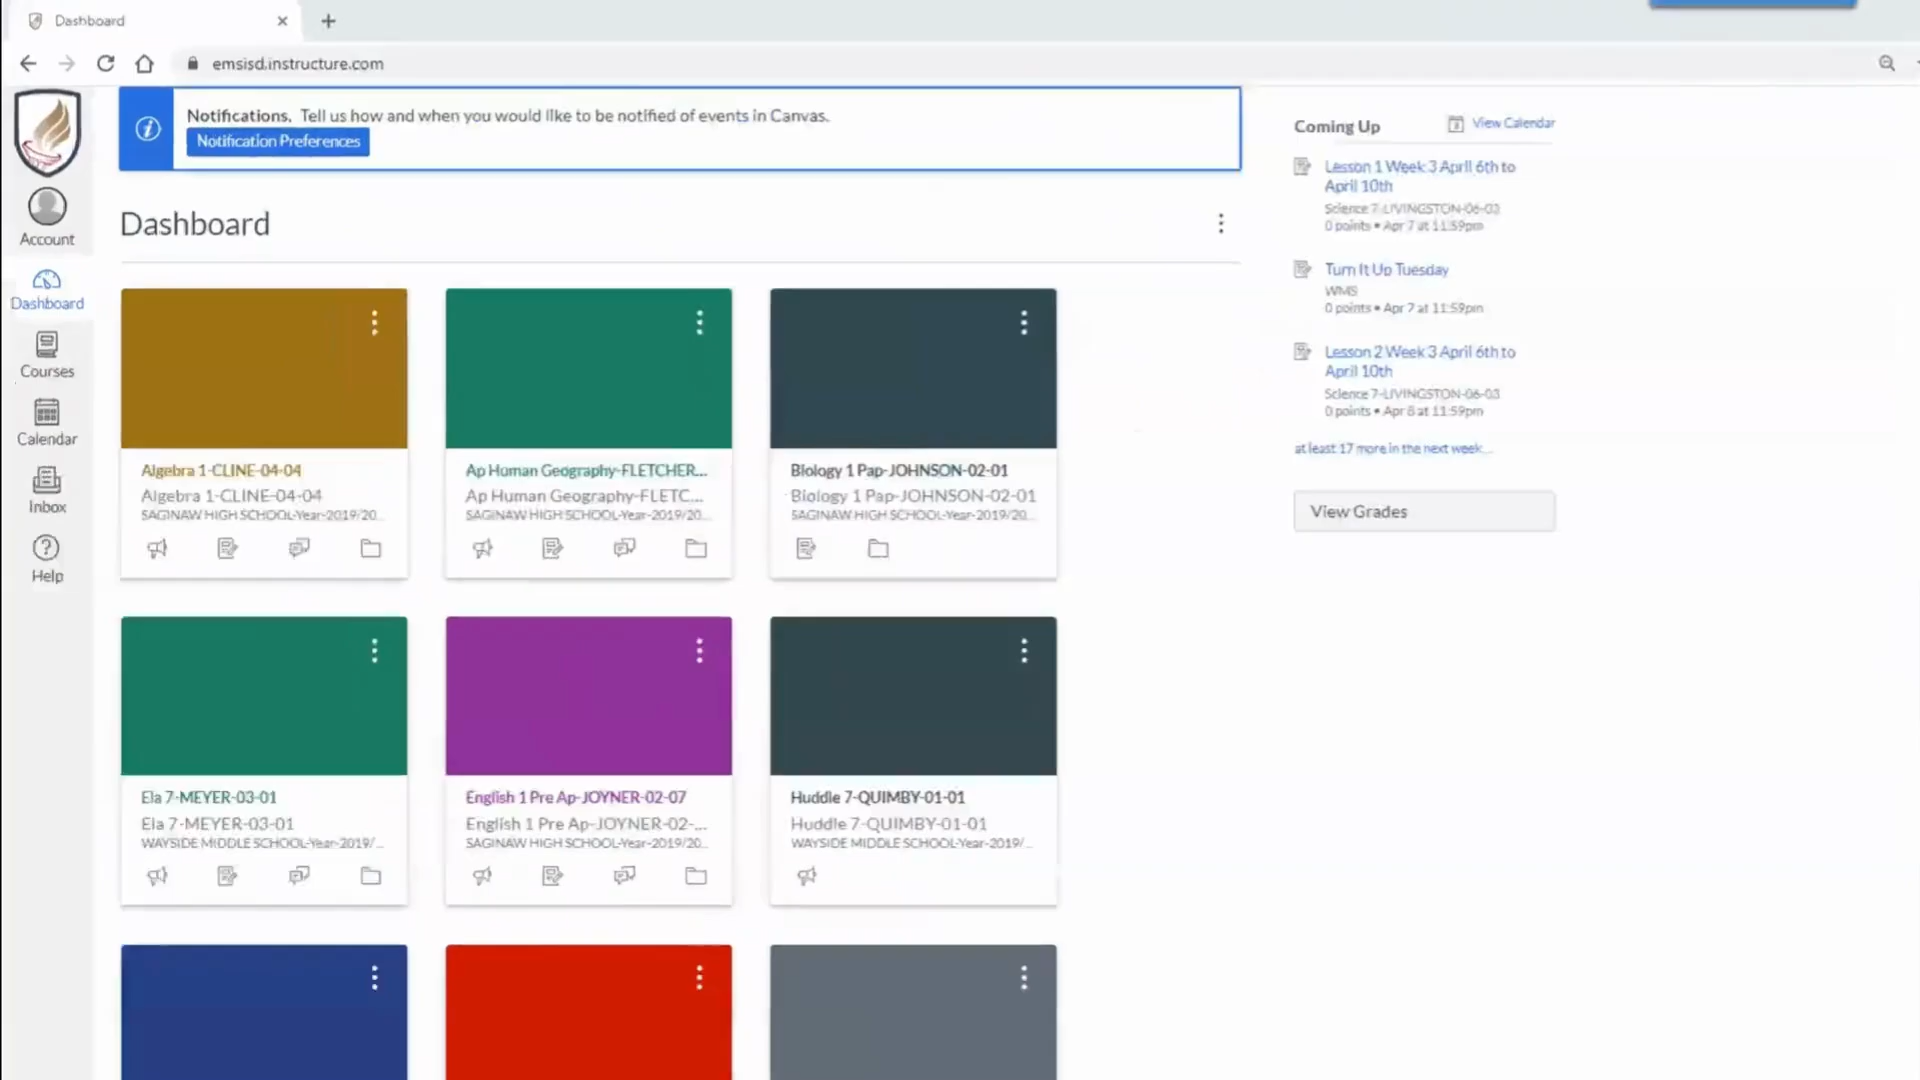 Dashboard
emsisd.instructure.com
Notifications. Tell us how and when you would like to be notified of events in Canvas.
Notification Preferences
Account
Dashboard
Courses
Calendar
Inbox
Help
Dashboard
Algebra 1-CLINE-04-04
Algebra 1-CLINE-04-04
SAGINAW HIGH SCHOOL-Year-2019/20...
Ap Human Geography-FLETCHER...
Ap Human Geography-FLETC...
SAGINAW HIGH SCHOOL-Year-2019/20...
Biology 1 Pap-JOHNSON-02-01
Biology 1 Pap-JOHNSON-02-01
SAGINAW HIGH SCHOOL-Year-2019/20...
Ela 7-MEYER-03-01
Ela 7-MEYER-03-01
WAYSIDE MIDDLE SCHOOL-Year-2019/...
English 1 Pre Ap-JOYNER-02-07
English 1 Pre Ap-JOYNER-02-...
SAGINAW HIGH SCHOOL-Year-2019/20...
Huddle 7-QUIMBY-01-01
Huddle 7-QUIMBY-01-01
WAYSIDE MIDDLE SCHOOL-Year-2019/...
Coming Up
View Calendar
Lesson 1 Week 3 April 6th to
April 10th
Science 7-LIVINGSTON-06-03
0 points • Apr 7 at 11:59pm
Turn It Up Tuesday
WMS
0 points • Apr 7 at 11:59pm
Lesson 2 Week 3 April 6th to
April 10th
Science 7-LIVINGSTON-06-03
0 points • Apr 8 at 11:59pm
at least 17 more in the next week...
View Grades